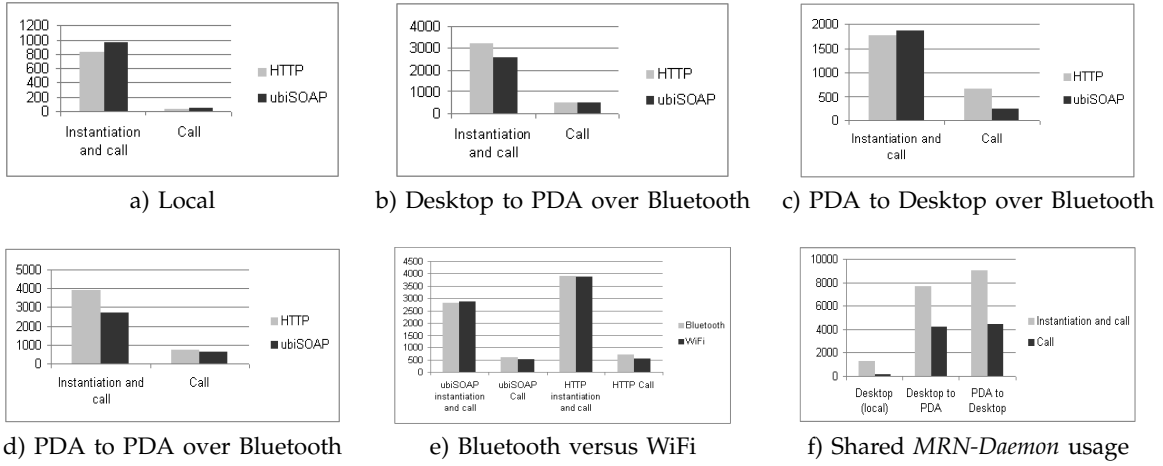 1200
1000
800
600
400
200
0
Instantiation and call
Call
HTTP
ubiSOAP
a) Local
4000
3000
2000
1000
0
Instantiation and call
Call
HTTP
ubiSOAP
b) Desktop to PDA over Bluetooth
2000
1500
1000
500
0
Instantiation and call
Call
HTTP
ubiSOAP
c) PDA to Desktop over Bluetooth
5000
4000
3000
2000
1000
0
Instantiation and call
Call
HTTP
ubiSOAP
d) PDA to PDA over Bluetooth
4500
4000
3500
3000
2500
2000
1500
1000
500
0
ubiSOAP instantiation and call
ubiSOAP Call
HTTP instantiation and call
HTTP Call
Bluetooth
WiFi
e) Bluetooth versus WiFi
10000
8000
6000
4000
2000
0
Desktop (local)
Desktop to PDA
PDA to Desktop
Instantiation and call
Call
f) Shared MRN-Daemon usage